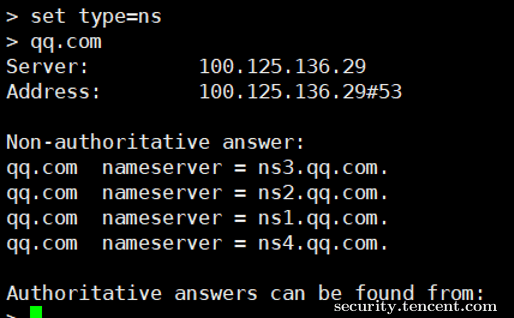 > set type=ns
> qq.com
Server:         100.125.136.29
Address:        100.125.136.29#53
Non-authoritative answer:
qq.com  nameserver = ns3.qq.com.
qq.com  nameserver = ns2.qq.com.
qq.com  nameserver = ns1.qq.com.
qq.com  nameserver = ns4.qq.com.
Authoritative answers can be found from:
security.tencent.com
>